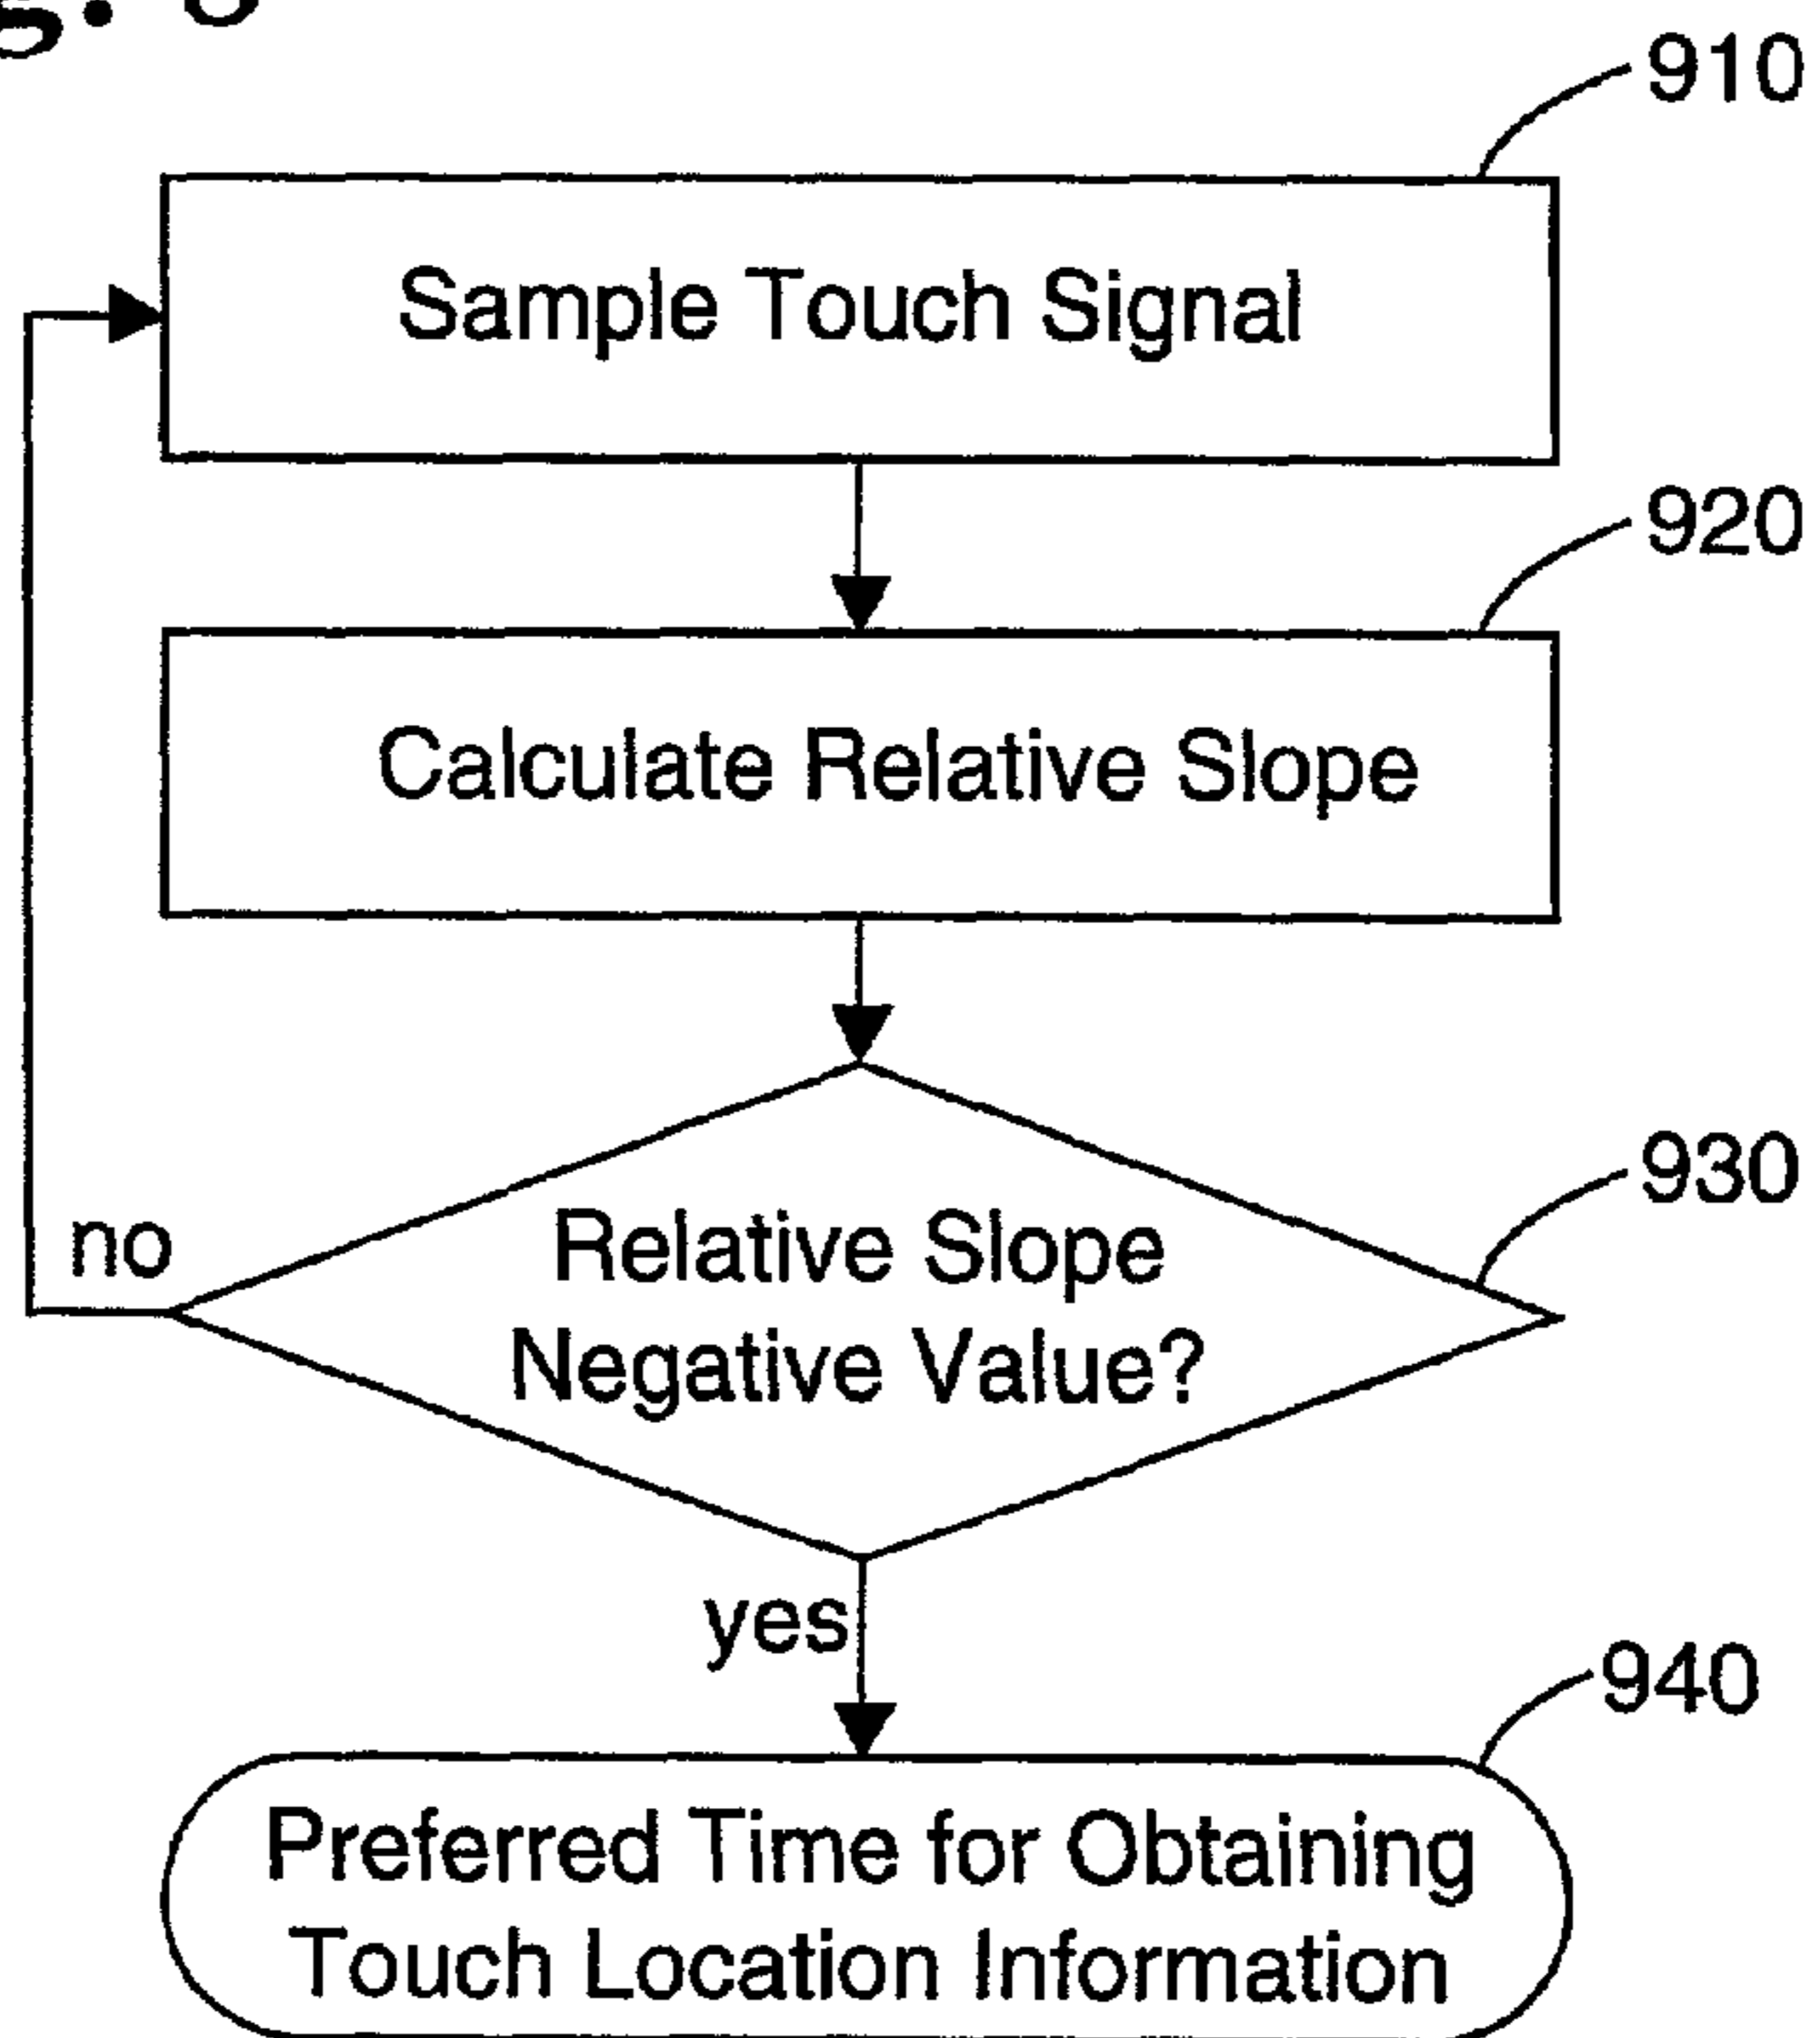 910
Sample Touch Signal
920
Calculate Relative Slope
930
no
Relative Slope
Negative Value?
yes
940
Preferred Time for Obtaining
Touch Location Information